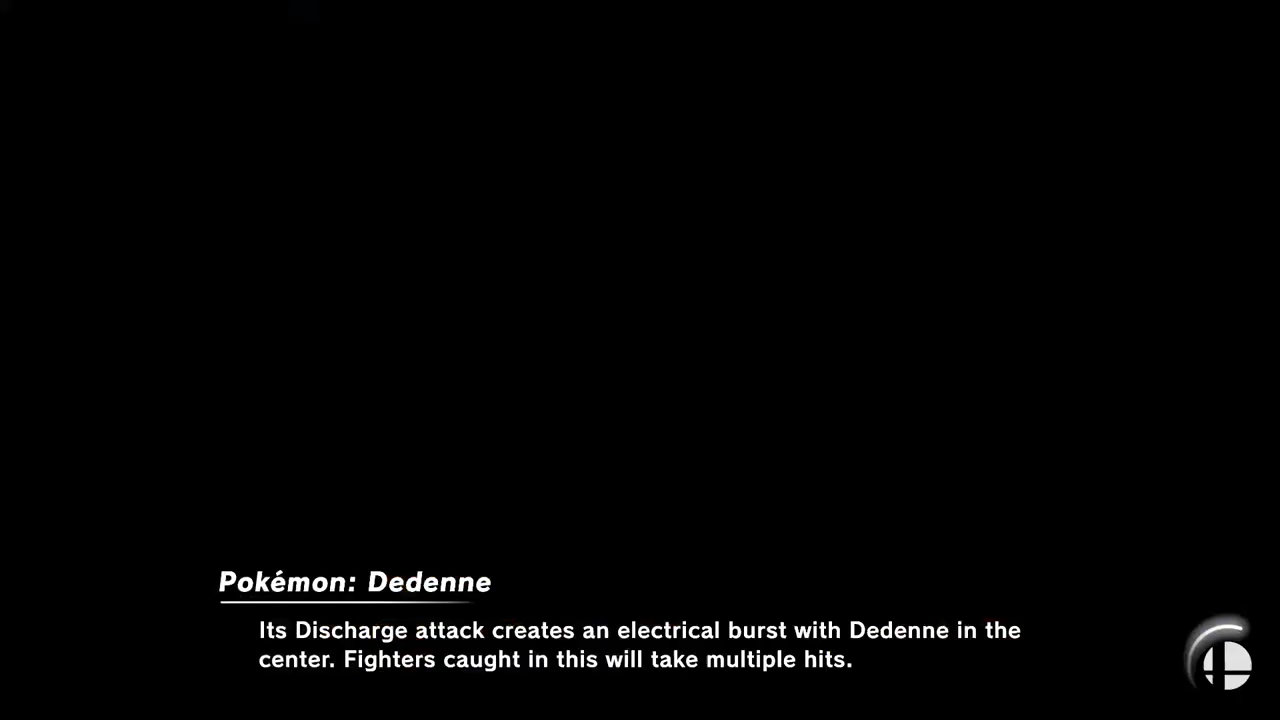 Pokémon: Dedenne
Its Discharge attack creates an electrical burst with Dedenne in the
center. Fighters caught in this will take multiple hits.